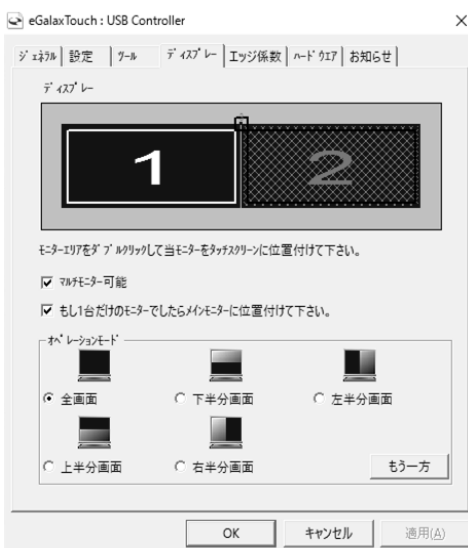 eGalaxTouch : USB Controller
ジェネラル 設定 ツール ディスプレー エッジ係数 ハードウエア お知らせ
ディスプレー
1 2
モニターエリアをダブルクリックして当モニターをタッチスクリーンに位置付けて下さい。
マルチモニター可能
もし1台だけのモニターでしたらメインモニターに位置付けて下さい。
オペレーションモード
全画面 下半分画面 左半分画面
上半分画面 右半分画面 もう一方
OK キャンセル 適用(A)